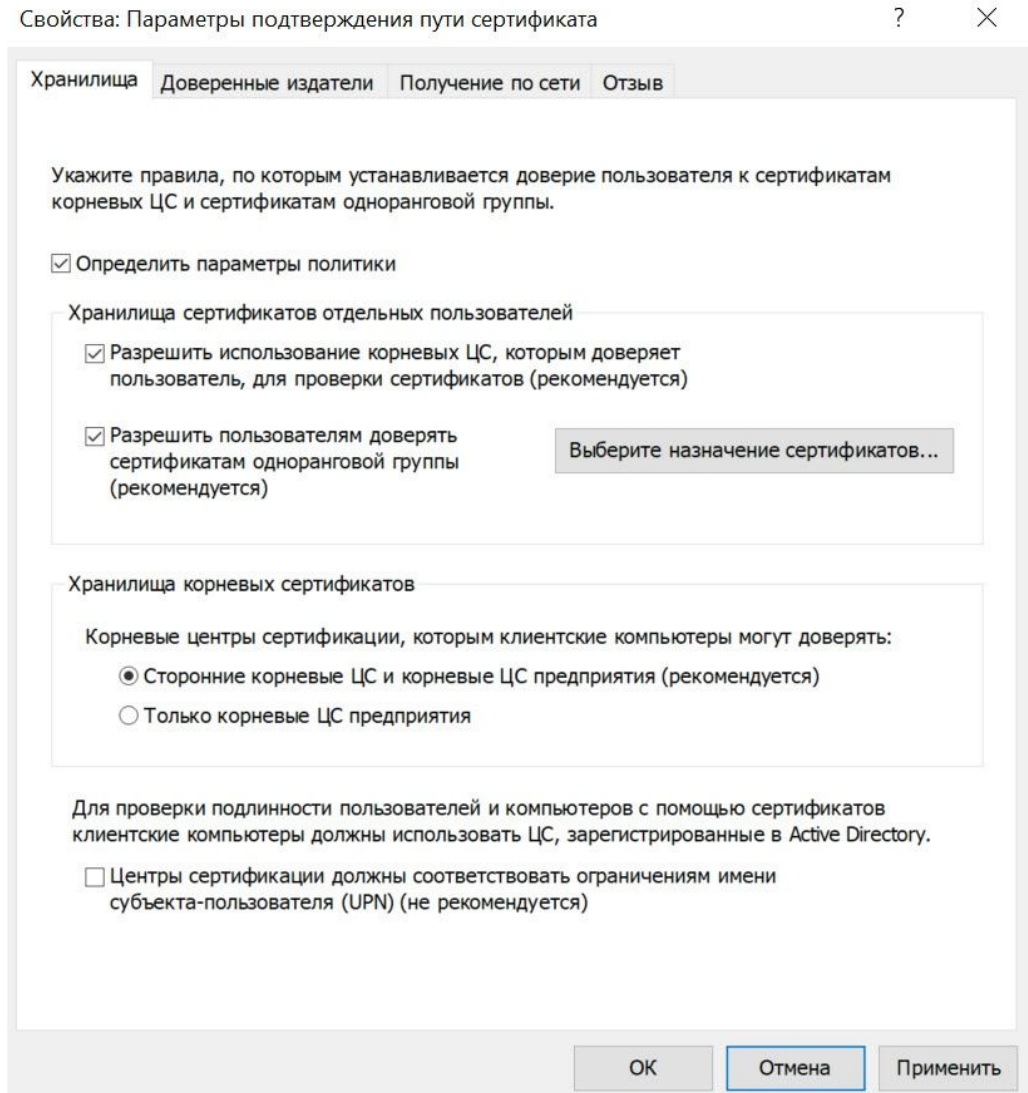 Свойства: Параметры подтверждения пути сертификата
?
Хранилища
Доверенные издатели
Получение по сети
Отзыв
Укажите правила, по которым устанавливается доверие пользователя к сертификатам
корневых ЦС и сертификатам одноранговой группы.
Определить параметры политики
Хранилища сертификатов отдельных пользователей
Разрешить использование корневых ЦС, которым доверяет
пользователь, для проверки сертификатов (рекомендуется)
Разрешить пользователям доверять
сертификатам одноранговой группы
(рекомендуется)
Выберите назначение сертификатов...
Хранилища корневых сертификатов
Корневые центры сертификации, которым клиентские компьютеры могут доверять:
Сторонние корневые ЦС и корневые ЦС предприятия (рекомендуется)
Только корневые ЦС предприятия
Для проверки подлинности пользователей и компьютеров с помощью сертификатов
клиентские компьютеры должны использовать ЦС, зарегистрированные в Active Directory.
Центры сертификации должны соответствовать ограничениям имени
субъекта-пользователя (UPN) (не рекомендуется)
ОК
Отмена
Применить